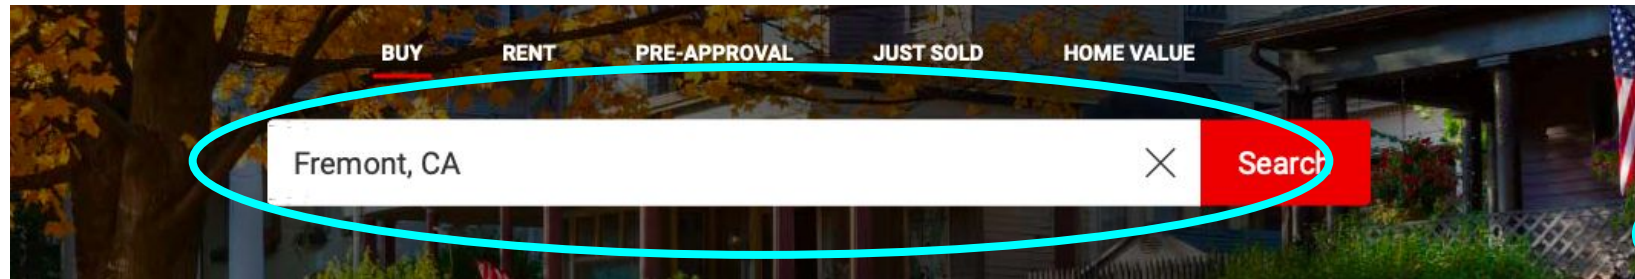 BUY RENT PRE-APPROVAL JUST SOLD HOME VALUE
Fremont, CA Search